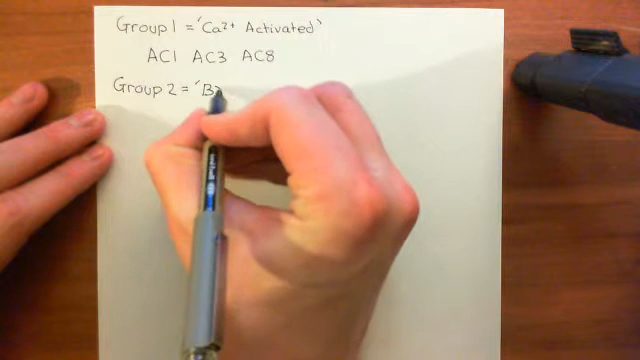 Group 1 = 'Ca²⁺ Activated'
AC1 AC3 AC8
Group 2 = 'B